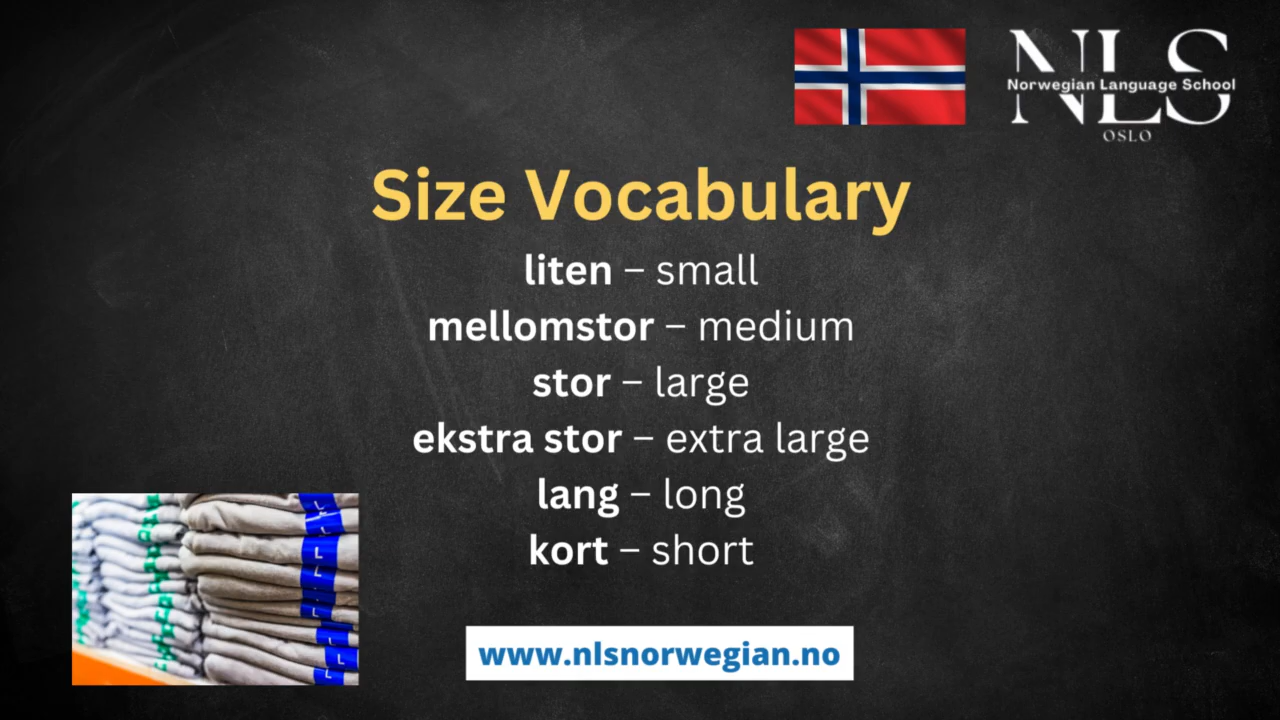 NLS
Norwegian Language School
OSLO
Size Vocabulary
liten – small
mellomstor – medium
stor – large
ekstra stor – extra large
lang – long
kort – short
L
L
L
L
L
L
L
www.nlsnorwegian.no